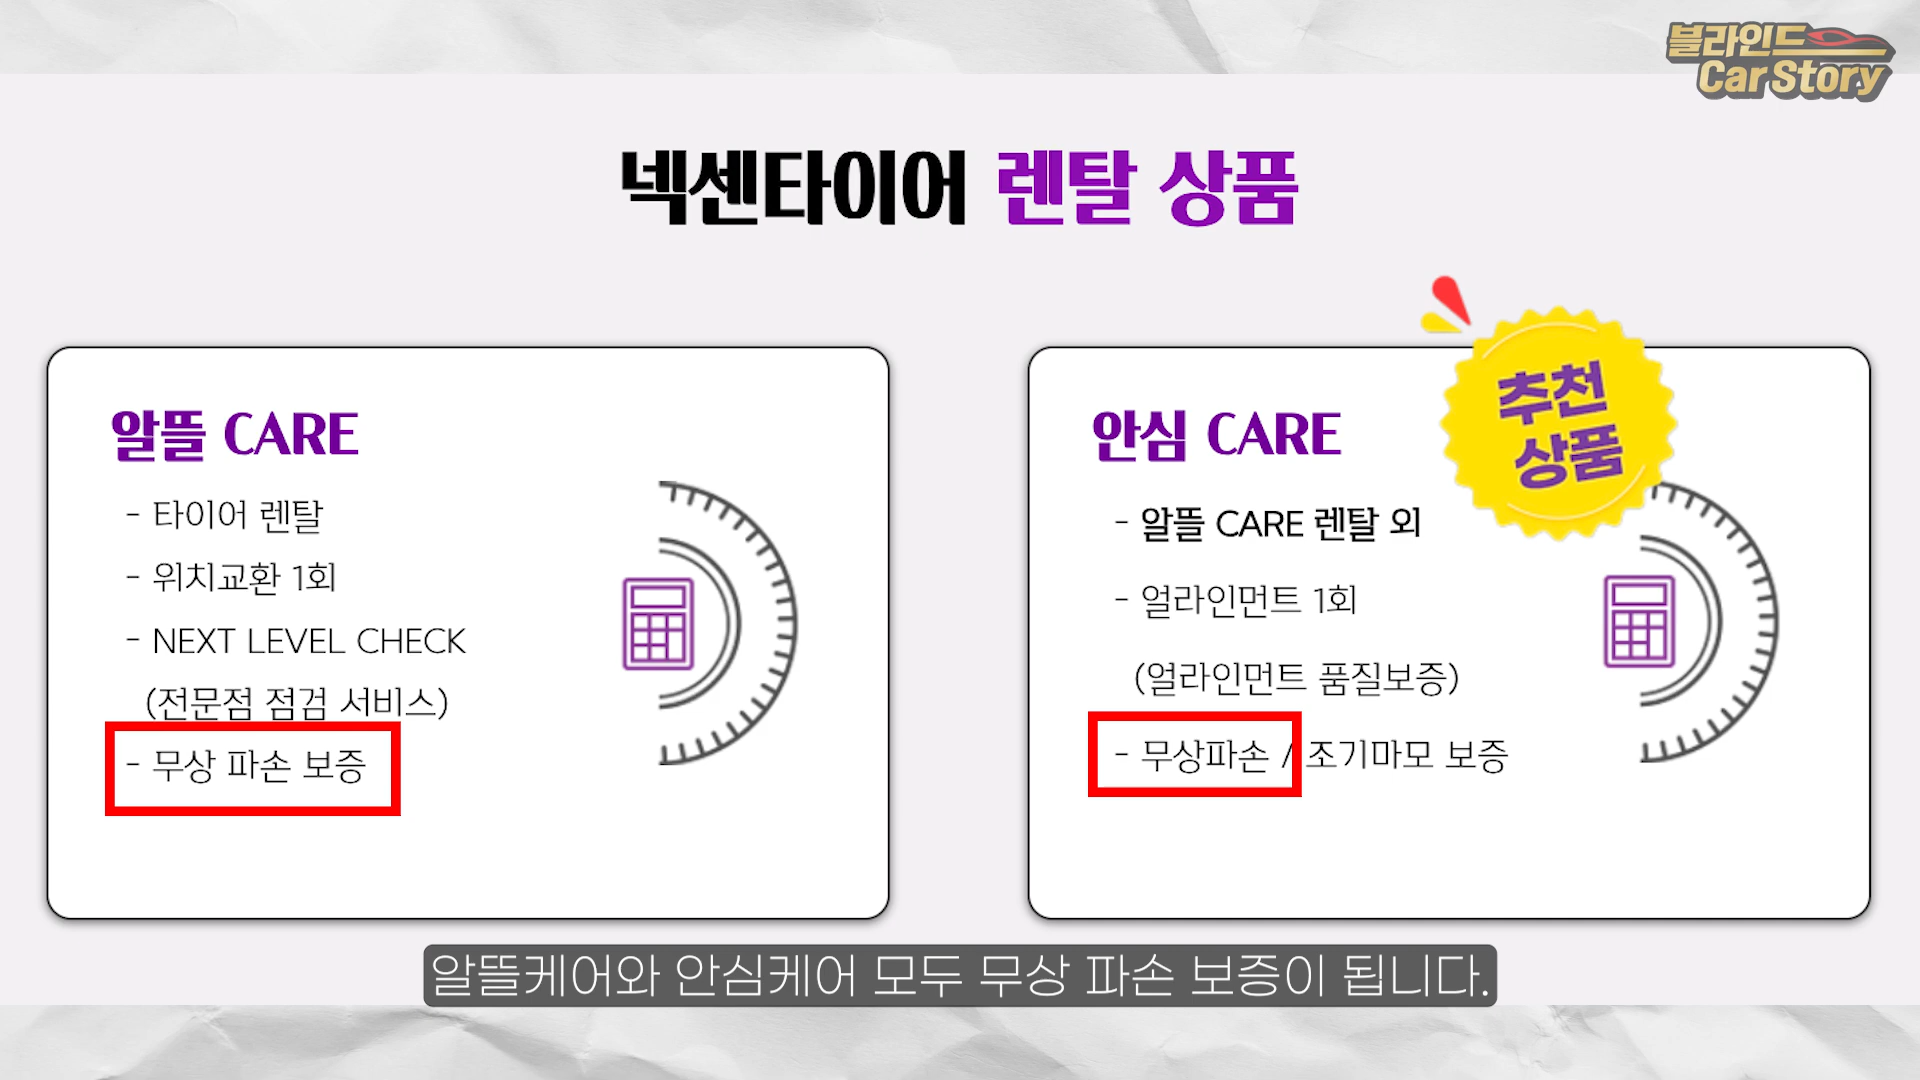 블라인드
Car Story
넥센타이어 렌탈 상품
알뜰 CARE
- 타이어 렌탈
- 위치교환 1회
- NEXT LEVEL CHECK
(전문점 점검 서비스)
- 무상 파손 보증
추천
상품
안심 CARE
- 알뜰 CARE 렌탈 외
- 얼라인먼트 1회
(얼라인먼트 품질보증)
- 무상파손 / 조기마모 보증
알뜰케어와 안심케어 모두 무상 파손 보증이 됩니다.